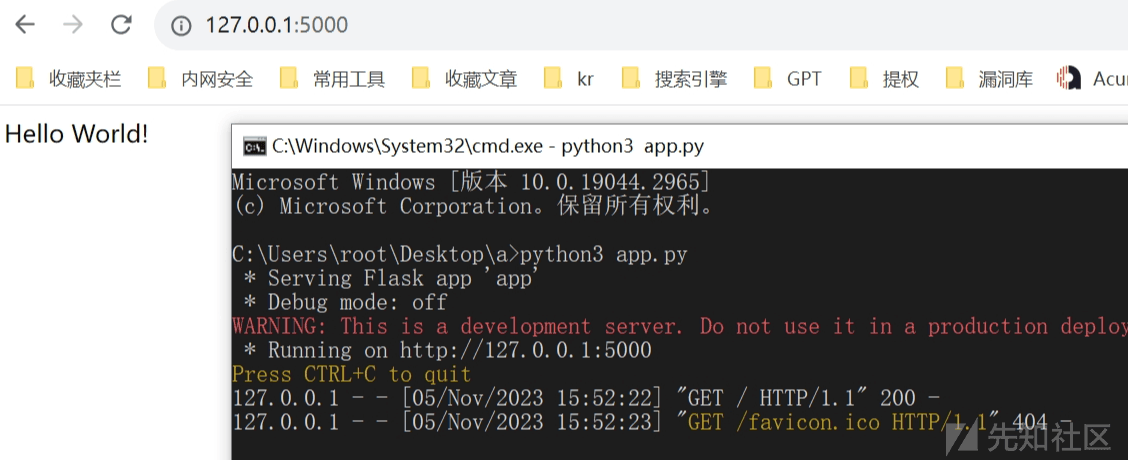 127.0.0.1:5000
收藏夹栏 内网安全 常用工具 收藏文章 kr 搜索引擎 GPT 提权 漏洞库 Acu
Hello World!
C:\Windows\System32\cmd.exe - python3 app.py
Microsoft Windows [版本 10.0.19044.2965]
(c) Microsoft Corporation。保留所有权利。
C:\Users\root\Desktop\a>python3 app.py
* Serving Flask app 'app'
* Debug mode: off
WARNING: This is a development server. Do not use it in a production deploy
* Running on http://127.0.0.1:5000
Press CTRL+C to quit
127.0.0.1 - - [05/Nov/2023 15:52:22] "GET / HTTP/1.1" 200 -
127.0.0.1 - - [05/Nov/2023 15:52:23] "GET /favicon.ico HTTP/1.1" 404 -
先知社区